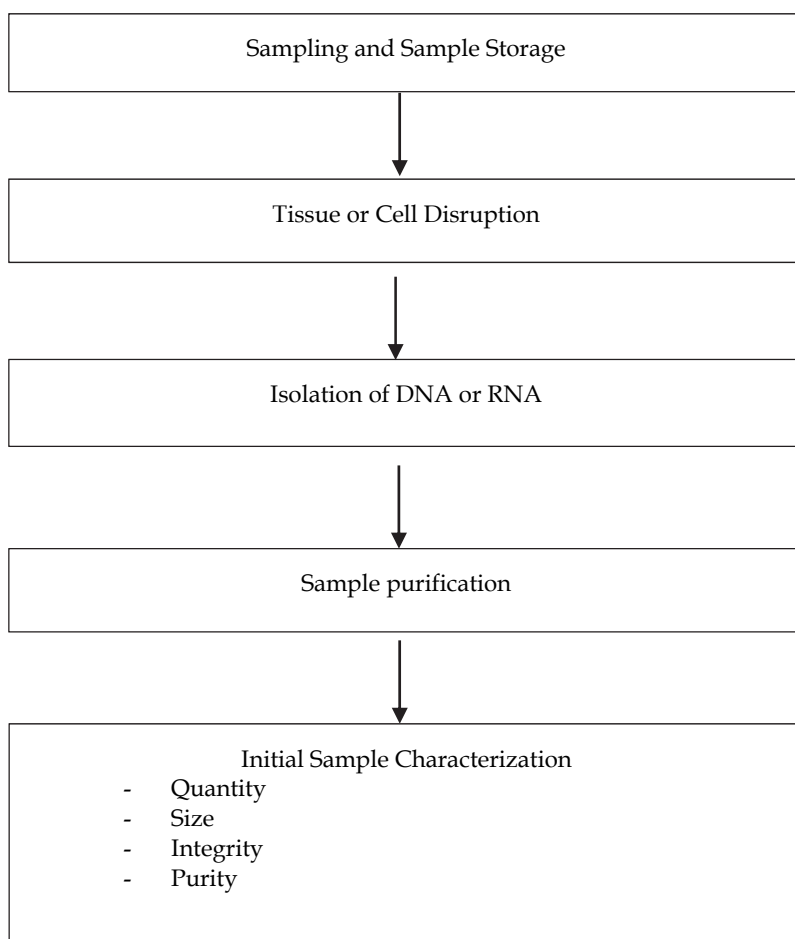 Sampling and Sample Storage
Tissue or Cell Disruption
Isolation of DNA or RNA
Sample purification
Initial Sample Characterization
- Quantity
- Size
- Integrity
- Purity